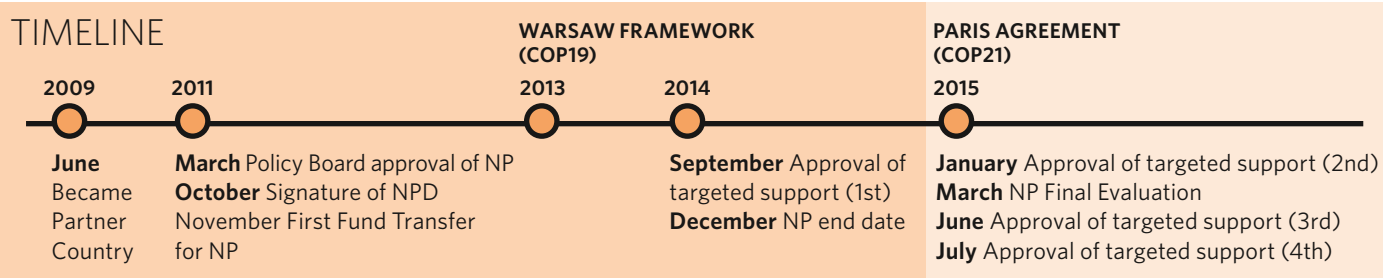 TIMELINE
WARSAW FRAMEWORK
(COP19)
PARIS AGREEMENT
(COP21)
2009
2011
2013
2014
2015
June
Became
Partner
Country
March Policy Board approval of NP
October Signature of NPD
November First Fund Transfer
for NP
September Approval of
targeted support (1st)
December NP end date
January Approval of targeted support (2nd)
March NP Final Evaluation
June Approval of targeted support (3rd)
July Approval of targeted support (4th)